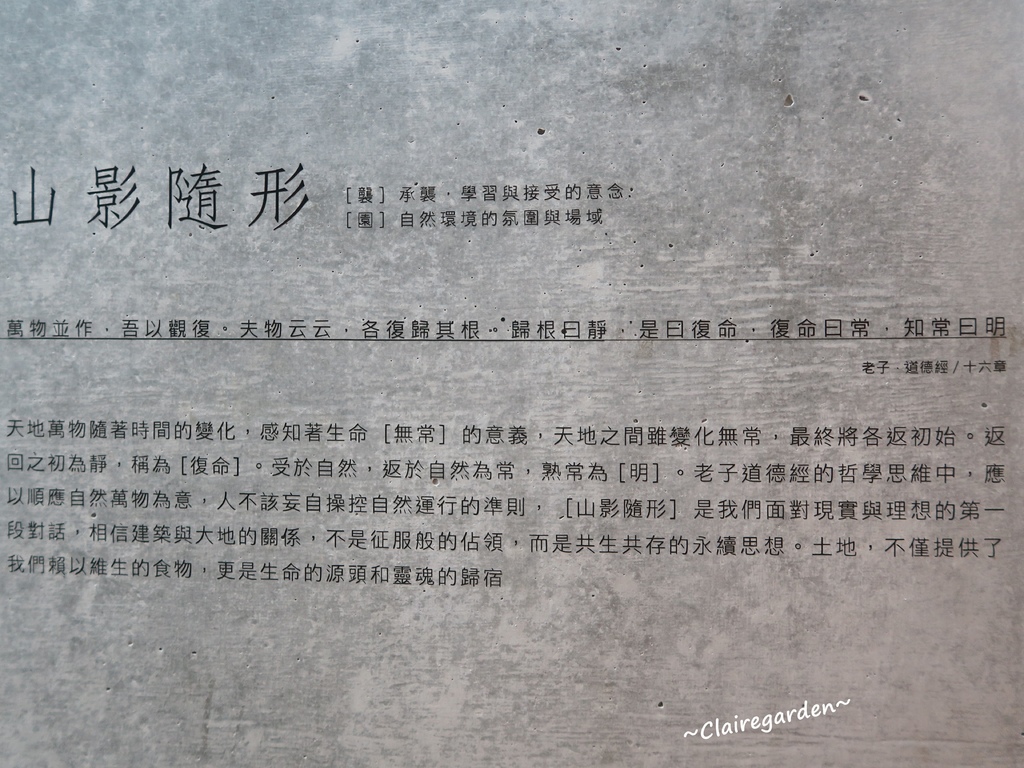 山影隨形
[襲] 承襲，學習與接受的意念:
[園] 自然環境的氛圍與場域
萬物並作，吾以觀復。夫物云云，各復歸其根。歸根曰靜，是曰復命，復命曰常，知常曰明
老子．道德經 / 十六章
天地萬物隨著時間的變化，感知著生命 [無常] 的意義，天地之間雖變化無常，最終將各返初始。返
回之初為靜，稱為 [復命] 。受於自然，返於自然為常，熟常為 [明] 。老子道德經的哲學思維中，應
以順應自然萬物為意，人不該妄自操控自然運行的準則， [山影隨形] 是我們面對現實與理想的第一
段對話，相信建築與大地的關係，不是征服般的佔領，而是共生共存的永續思想。土地，不僅提供了
我們賴以維生的食物，更是生命的源頭和靈魂的歸宿
~Clairegarden~